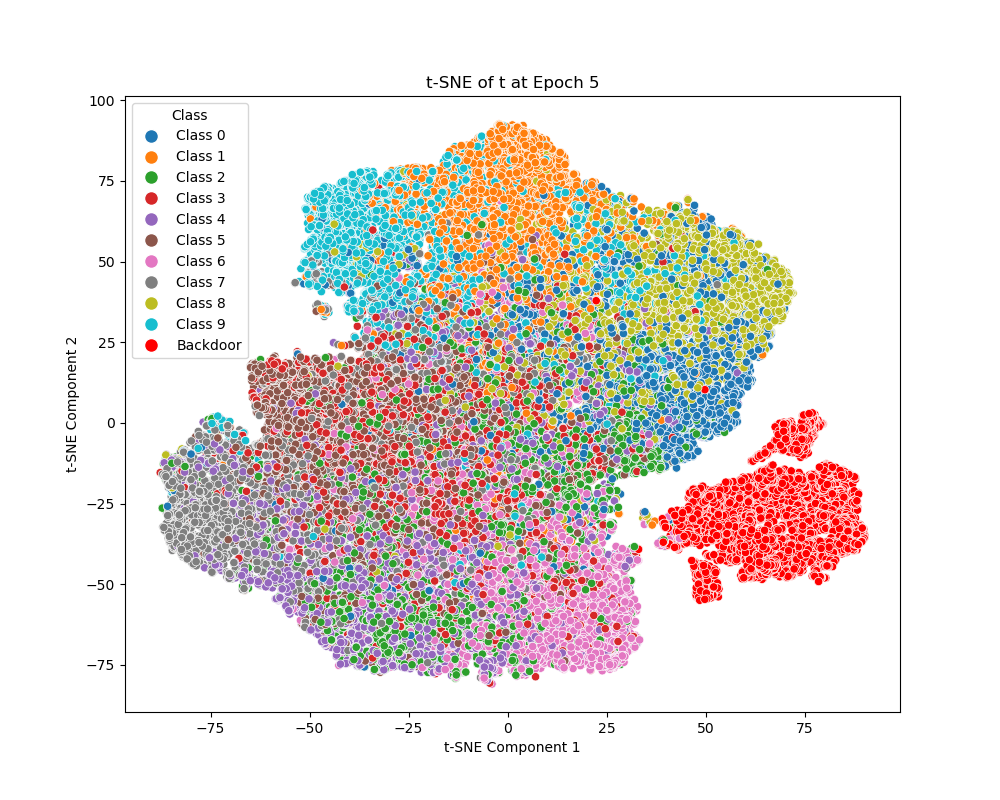 t-SNE of t at Epoch 5
t-SNE Component 2
100
75
50
25
0
−25
−50
−75
Class
Class 0
Class 1
Class 2
Class 3
Class 4
Class 5
Class 6
Class 7
Class 8
Class 9
Backdoor
−75
−50
−25
0
25
50
75
t-SNE Component 1